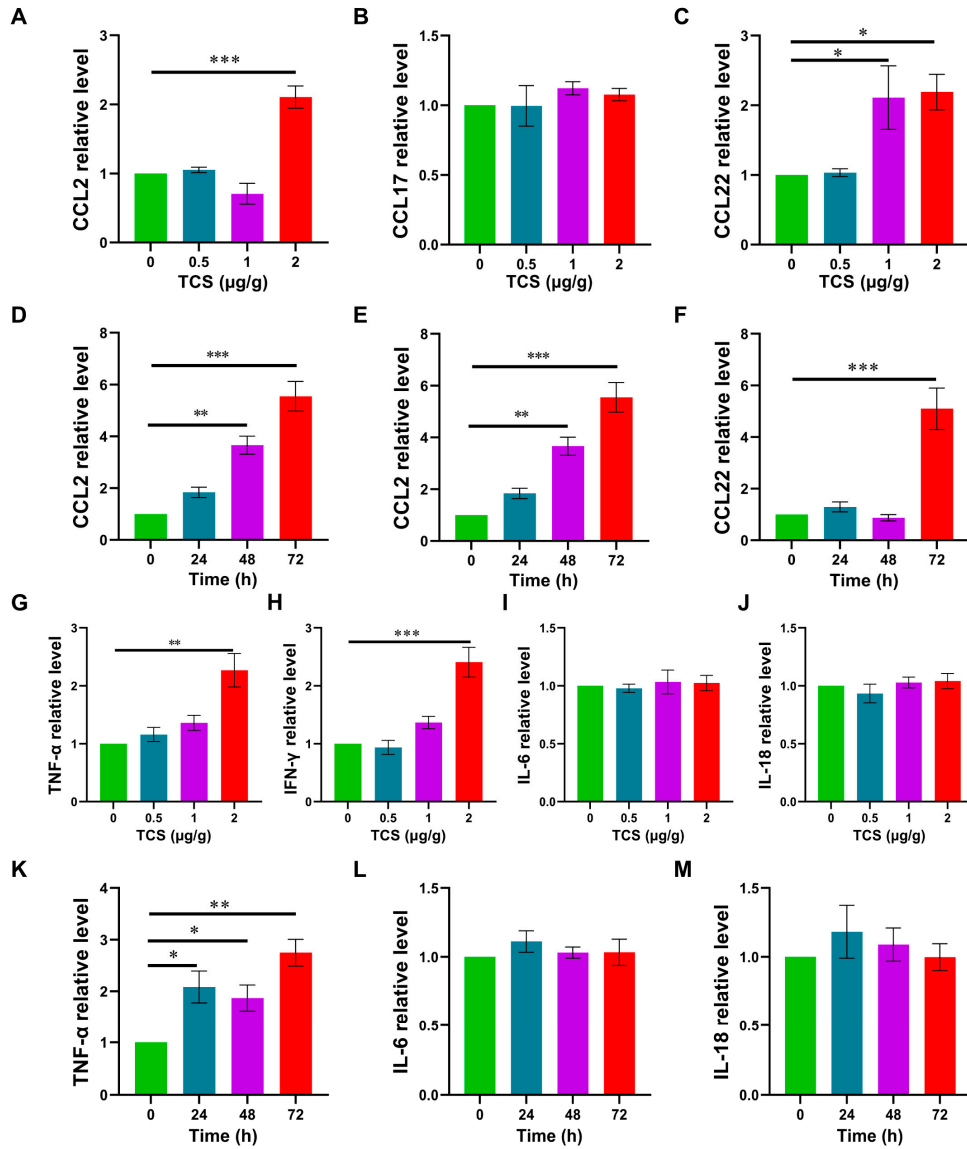 A
CCL2 relative level
3
2
1
0
***
0 0.5 1 2
TCS (µg/g)
B
CCL17 relative level
1.5
1.0
0.5
0.0
0 0.5 1 2
TCS (µg/g)
C
CCL22 relative level
3
2
1
0
*
*
0 0.5 1 2
TCS (µg/g)
D
CCL2 relative level
8
6
4
2
0
***
**
0 24 48 72
Time (h)
E
CCL2 relative level
8
6
4
2
0
***
**
0 24 48 72
Time (h)
F
CCL22 relative level
8
6
4
2
0
***
0 24 48 72
Time (h)
G
TNF-α relative level
3
2
1
0
**
0 0.5 1 2
TCS (µg/g)
H
IFN-γ relative level
3
2
1
0
***
0 0.5 1 2
TCS (µg/g)
I
IL-6 relative level
1.5
1.0
0.5
0.0
0 0.5 1 2
TCS (µg/g)
J
IL-18 relative level
1.5
1.0
0.5
0.0
0 0.5 1 2
TCS (µg/g)
K
TNF-α relative level
4
3
2
1
0
**
*
*
0 24 48 72
Time (h)
L
IL-6 relative level
1.5
1.0
0.5
0.0
0 24 48 72
Time (h)
M
IL-18 relative level
1.5
1.0
0.5
0.0
0 24 48 72
Time (h)